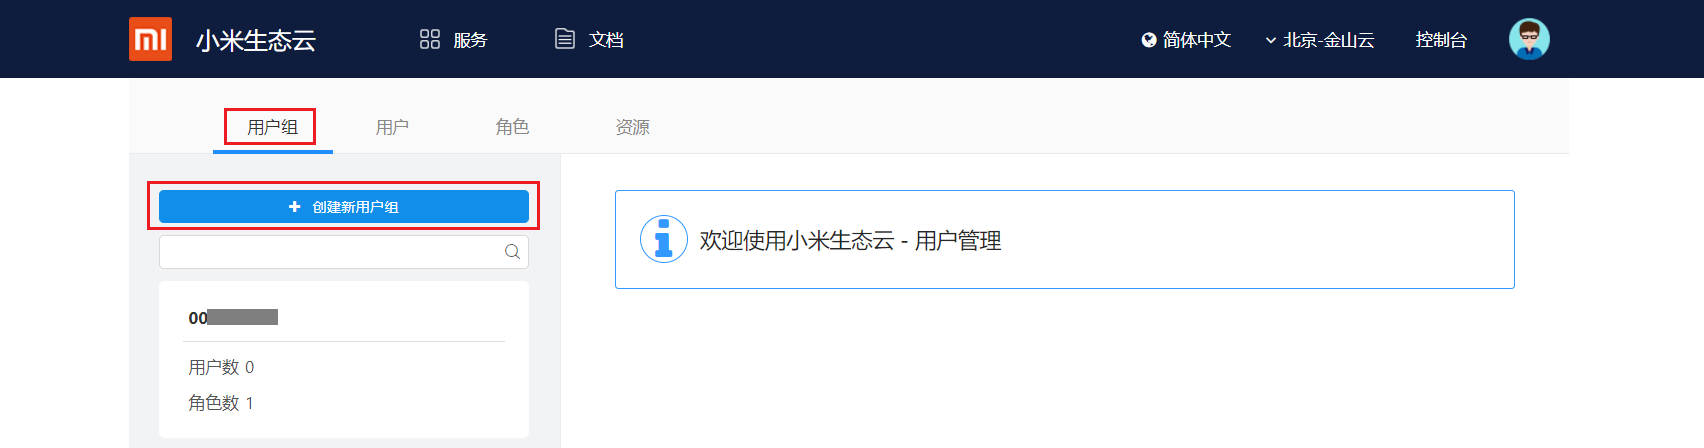 小米生态云 服务 文档 简体中文 北京-金山云 控制台
用户组 用户 角色 资源
+ 创建新用户组
欢迎使用小米生态云 - 用户管理
00
用户数 0
角色数 1